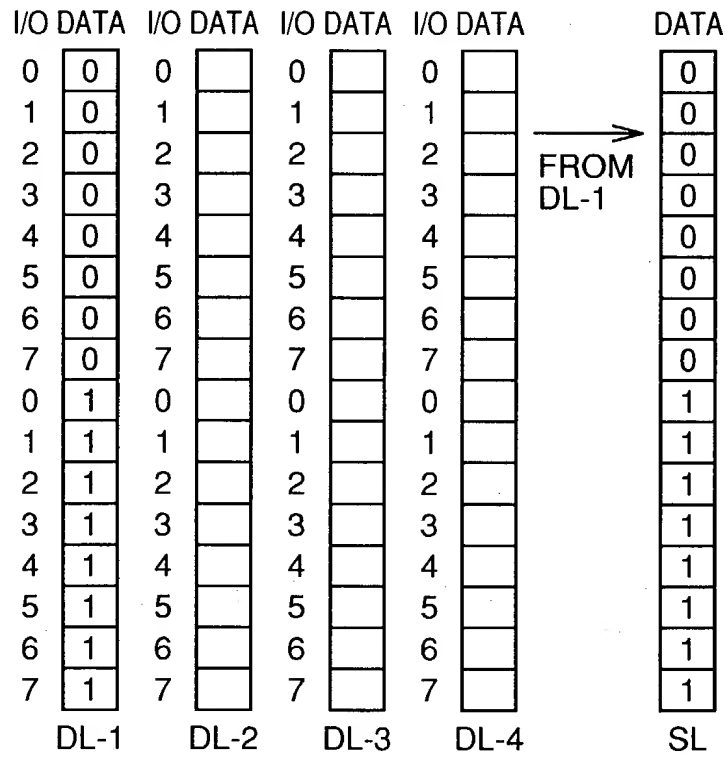 I/O DATA I/O DATA I/O DATA I/O DATA DATA
0 0 0 0 0 0
1 0 1 1 1 0
2 0 2 2 2 0
FROM
3 0 3 3 3 0
DL-1
4 0 4 4 4 0
5 0 5 5 5 0
6 0 6 6 6 0
7 0 7 7 7 0
0 1 0 0 0 1
1 1 1 1 1 1
2 1 2 2 2 1
3 1 3 3 3 1
4 1 4 4 4 1
5 1 5 5 5 1
6 1 6 6 6 1
7 1 7 7 7 1
DL-1 DL-2 DL-3 DL-4 SL